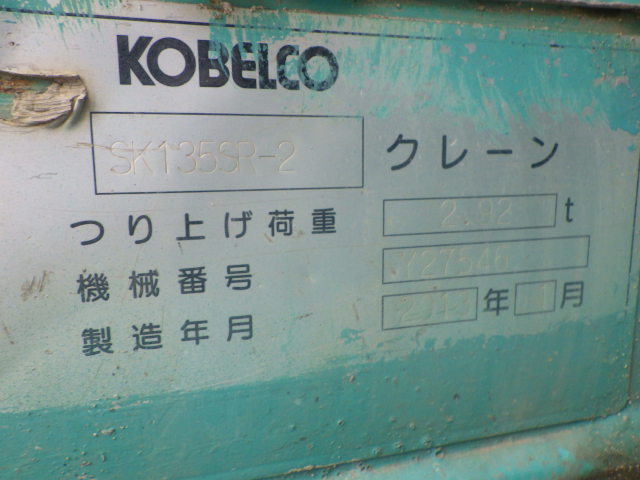 KOBELCO
SK135SR-2 クレーン
つり上げ荷重 2.92 t
機械番号
製造年月 年 月